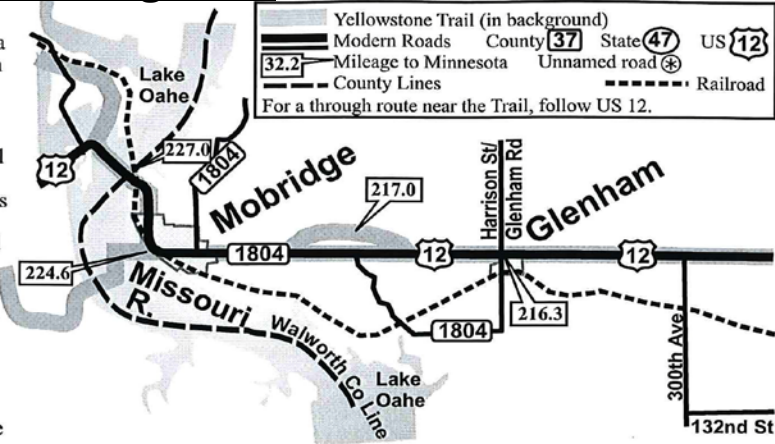 Yellowstone Trail (in background)
Modern Roads County 37 State 47 US 12
32.2 Mileage to Minnesota Unnamed road *
County Lines Railroad
For a through route near the Trail, follow US 12.
Lake
Oahe
227.0
1804
12
Mobridge
217.0
Harrison St/
Glenham Rd
Glenham
1804
12
12
224.6
Missouri
R.
216.3
1804
Walworth Co Line
300th Ave
Lake
Oahe
132nd St